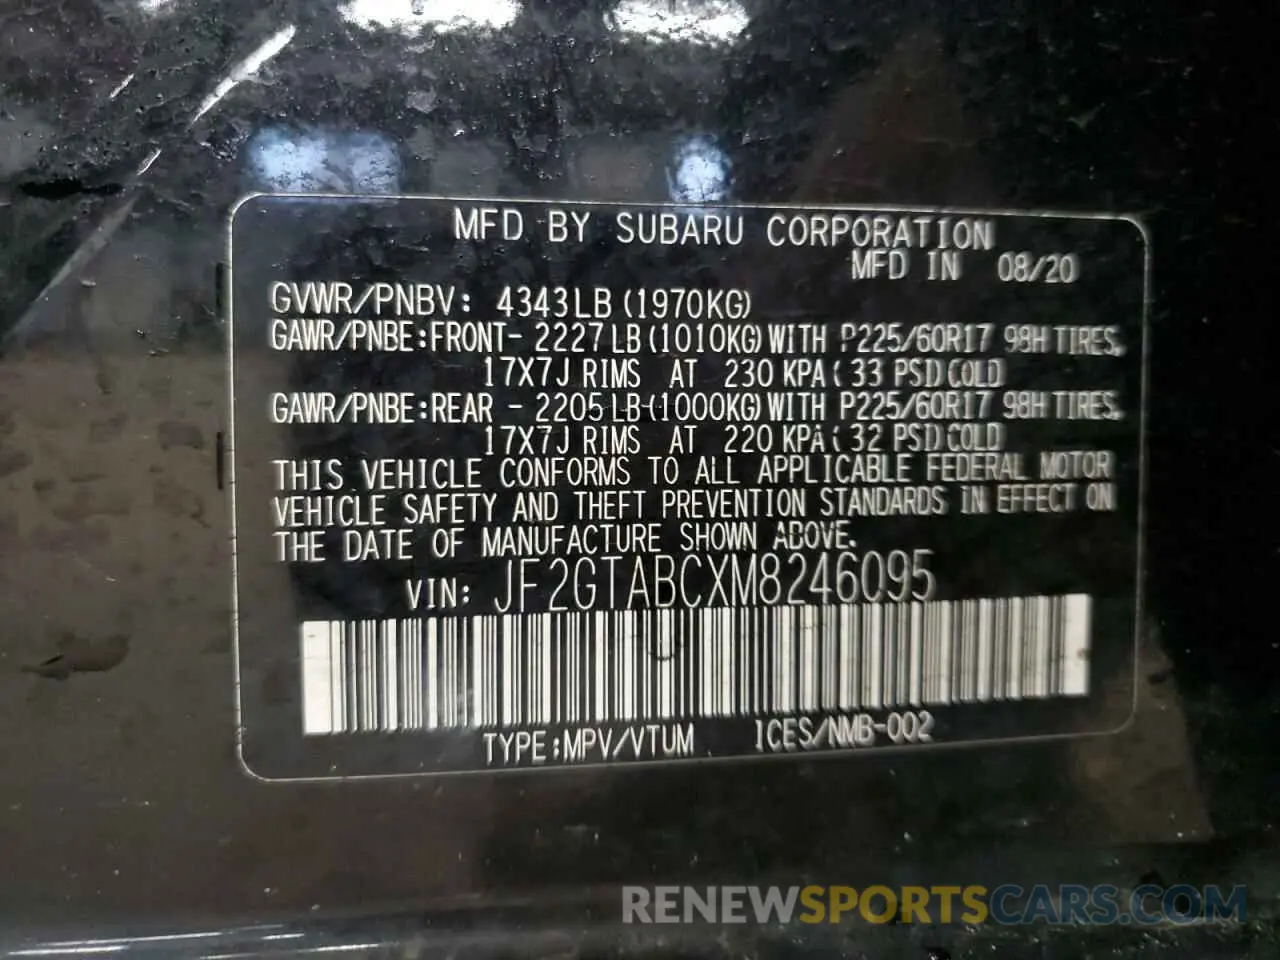 MFD BY SUBARU CORPORATION
MFD IN 08/20
GVWR/PNBV: 4343LB (1970KG)
GAWR/PNBE:FRONT- 2227LB (1010KG) WITH P225/60R17 98H TIRES,
17X7J RIMS AT 230 KPA (33 PSI) COLD
GAWR/PNBE:REAR - 2205LB (1000KG) WITH P225/60R17 98H TIRES,
17X7J RIMS AT 220 KPA (32 PSI) COLD
THIS VEHICLE CONFORMS TO ALL APPLICABLE FEDERAL MOTOR
VEHICLE SAFETY AND THEFT PREVENTION STANDARDS IN EFFECT ON
THE DATE OF MANUFACTURE SHOWN ABOVE.
VIN: JF2GTABCXM8246095
TYPE:MPV/VTUM ICES/NMB-002
RENEWSPORTSCARS.COM